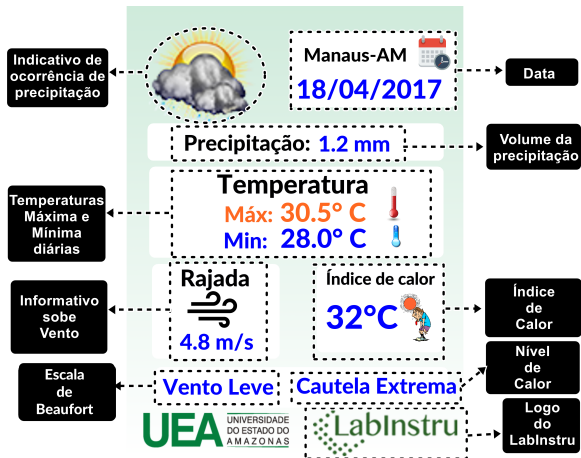 Indicativo de
ocorrência de
precipitação
Manaus-AM
18/04/2017
Data
Precipitação: 1.2 mm
Volume da
precipitação
Temperaturas
Máxima e
Mínima
diárias
Temperatura
Máx: 30.5° C
Min: 28.0° C
Informativo
sobe
Vento
Rajada
4.8 m/s
Índice de calor
32°C
Índice
de
Calor
Escala
de
Beaufort
Vento Leve
Cautela Extrema
Nível
de
Calor
UEA
UNIVERSIDADE
DO ESTADO DO
AMAZONAS
LabInstru
Logo
do
LabInstru